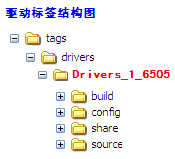 驱动标签结构图
tags
drivers
Drivers_1_6505
build
config
share
source